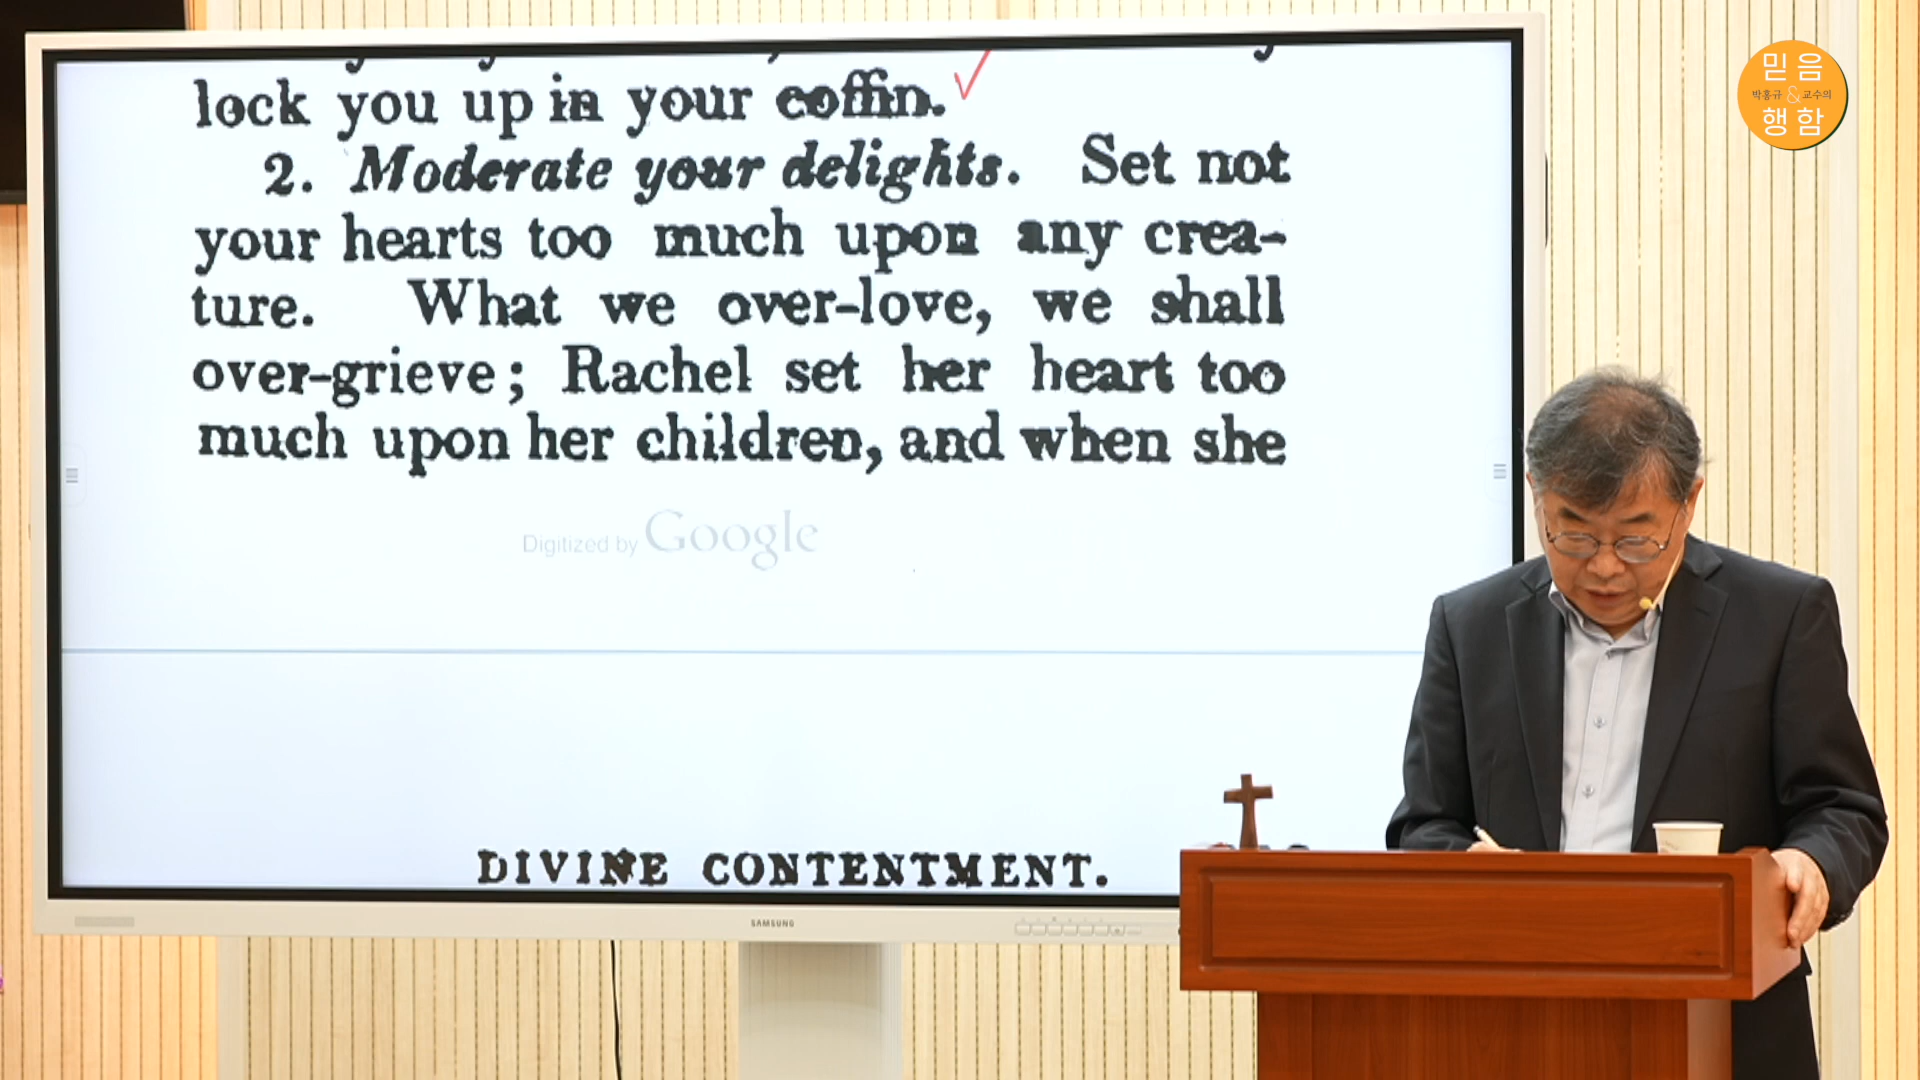 lock you up in your coffin.
2. Moderate your delights. Set not
your hearts too much upon any crea-
ture. What we over-love, we shall
over-grieve; Rachel set her heart too
much upon her children, and when she
Digitized by Google
DIVINE CONTENTMENT.
SAMSUNG
믿음
박홍규 & 교수의
행함